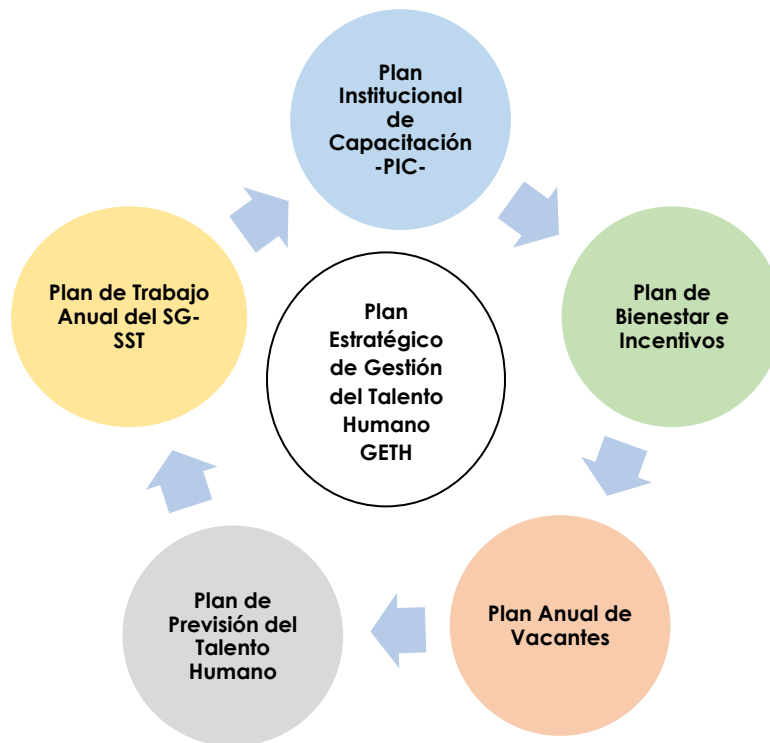 Plan
Institucional
de
Capacitación
-PIC-
Plan de
Bienestar e
Incentivos
Plan Anual de
Vacantes
Plan de
Previsión del
Talento
Humano
Plan de Trabajo
Anual del SG-
SST
Plan
Estratégico
de Gestión
del Talento
Humano
GETH